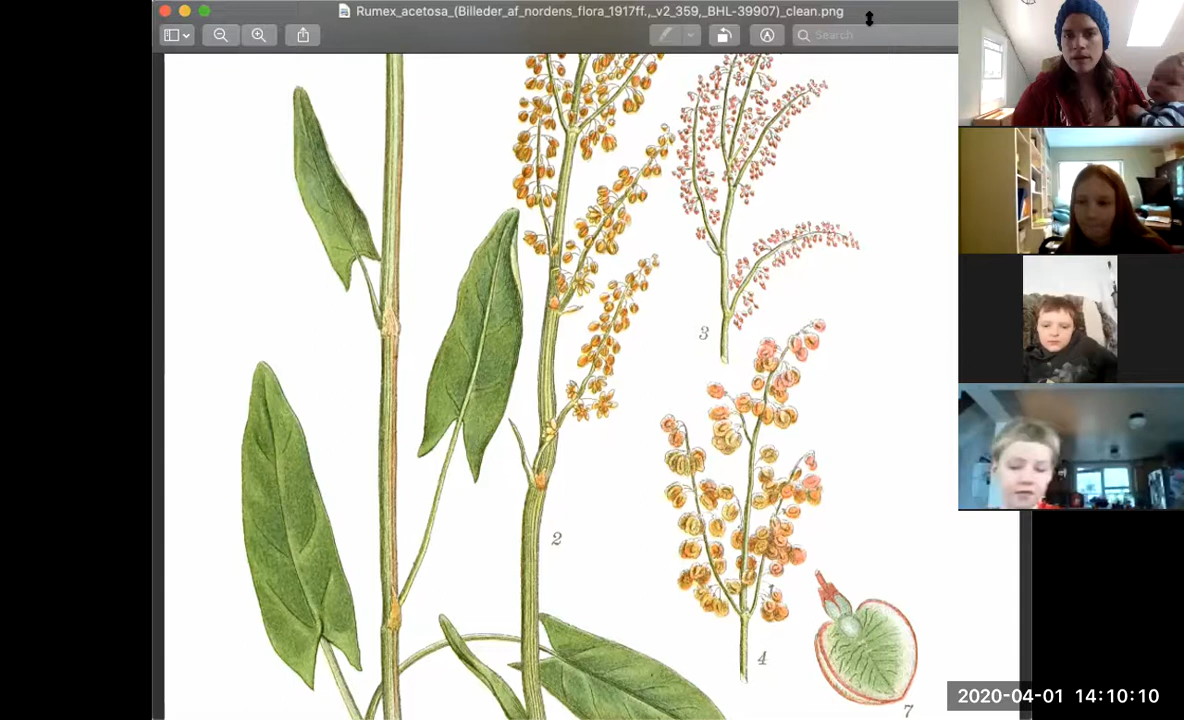 Rumex_acetosa_(Billeder_af_nordens_flora_1917ff.,_v2_359,_BHL-39907)_clean.png
Search
3
2
4
7
2020-04-01 14:10:10